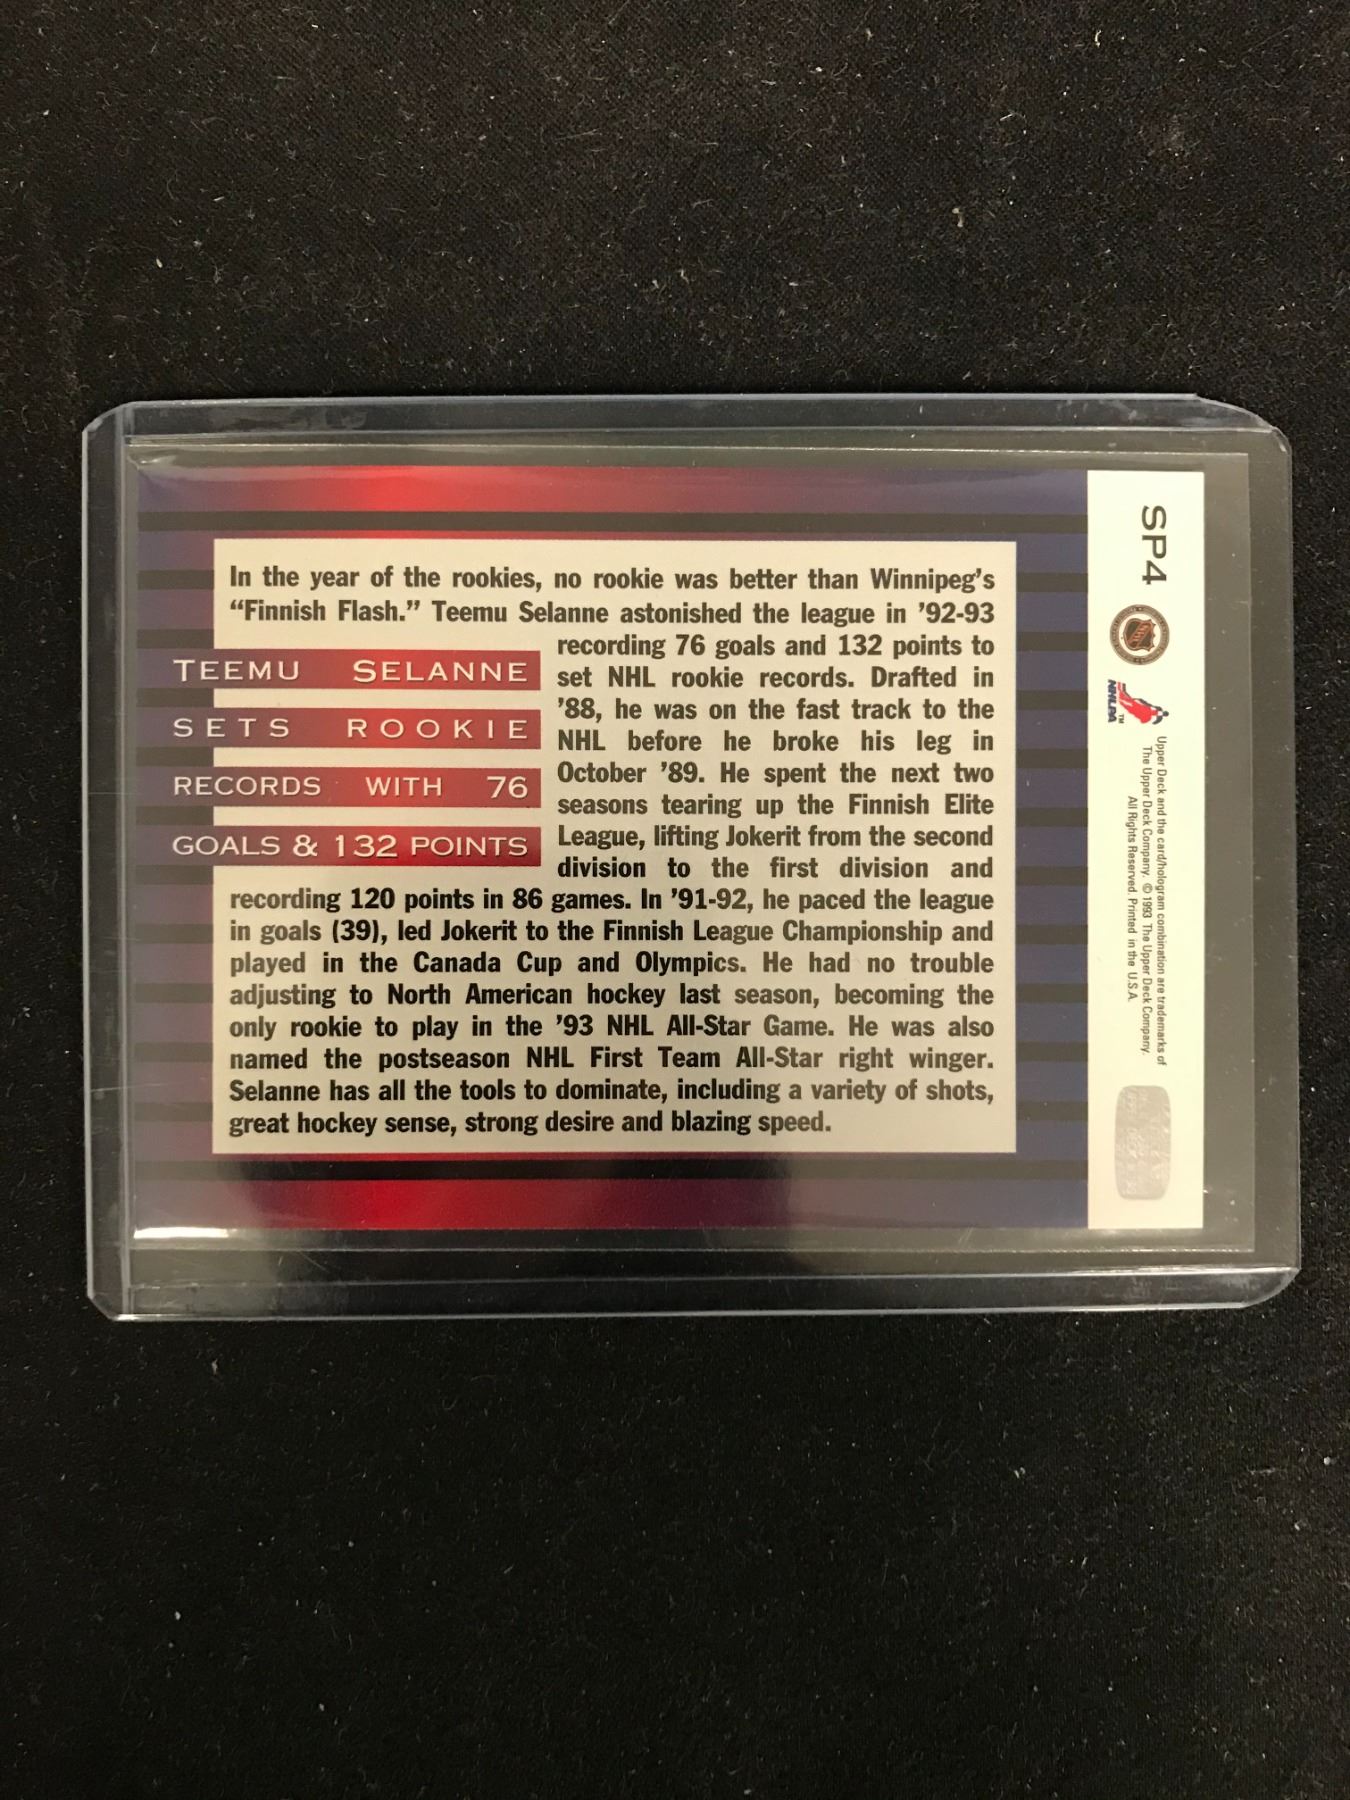 In the year of the rookies, no rookie was better than Winnipeg's
“Finnish Flash.” Teemu Selanne astonished the league in ’92-93
recording 76 goals and 132 points to
set NHL rookie records. Drafted in
’88, he was on the fast track to the
NHL before he broke his leg in
October ’89. He spent the next two
seasons tearing up the Finnish Elite
League, lifting Jokerit from the second
division to the first division and
recording 120 points in 86 games. In ’91-92, he paced the league
in goals (39), led Jokerit to the Finnish League Championship and
played in the Canada Cup and Olympics. He had no trouble
adjusting to North American hockey last season, becoming the
only rookie to play in the ’93 NHL All-Star Game. He was also
named the postseason NHL First Team All-Star right winger.
Selanne has all the tools to dominate, including a variety of shots,
great hockey sense, strong desire and blazing speed.
TEEMU SELANNE
SETS ROOKIE
RECORDS WITH 76
GOALS & 132 POINTS
SP4
NHL
NHLPA
TM
Upper Deck and the card/hologram combination are trademarks of
The Upper Deck Company. © 1993 The Upper Deck Company.
All Rights Reserved. Printed in the U.S.A.